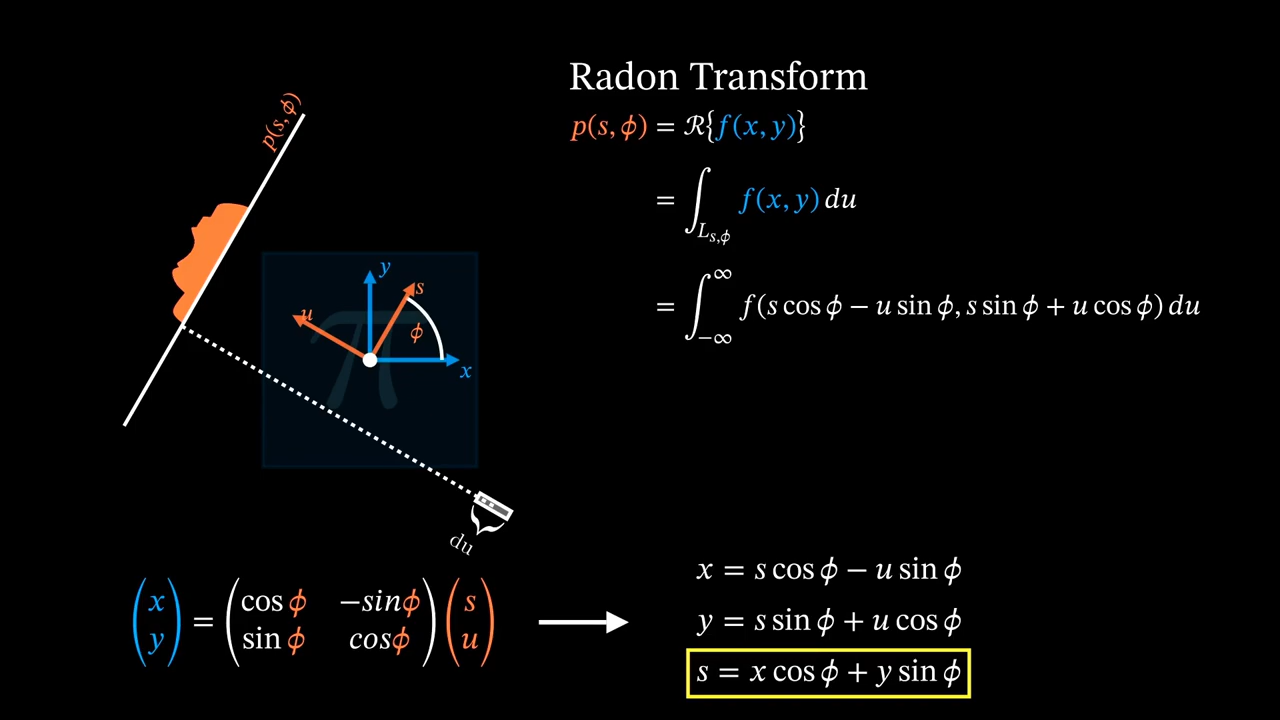 Radon Transform
p(s, ϕ) = ℛ{f(x, y)}
= ∫_{L_{s,ϕ}} f(x, y) du
= ∫_{−∞}^{∞} f(s cos ϕ − u sin ϕ, s sin ϕ + u cos ϕ) du
p(s, ϕ)
y
s
u
ϕ
x
π
du
(x y) = (cos ϕ −sinϕ sin ϕ cosϕ) (s u)
x = s cos ϕ − u sin ϕ
y = s sin ϕ + u cos ϕ
s = x cos ϕ + y sin ϕ